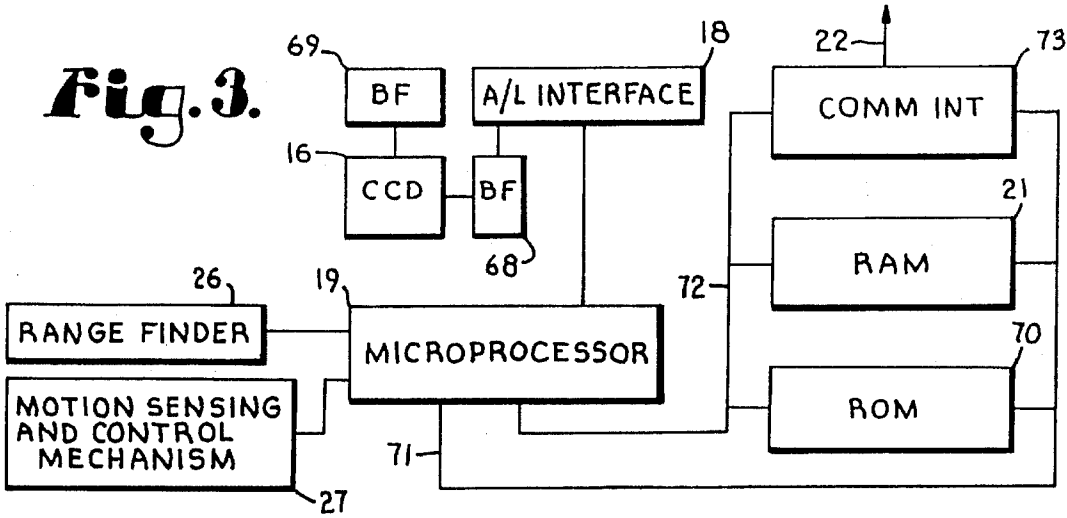 Fig. 3.
69
BF
18
A/L INTERFACE
22
73
COMM INT
16
CCD
BF
68
21
RAM
72
26
RANGE FINDER
19
MICROPROCESSOR
70
ROM
MOTION SENSING
AND CONTROL
MECHANISM
27
71